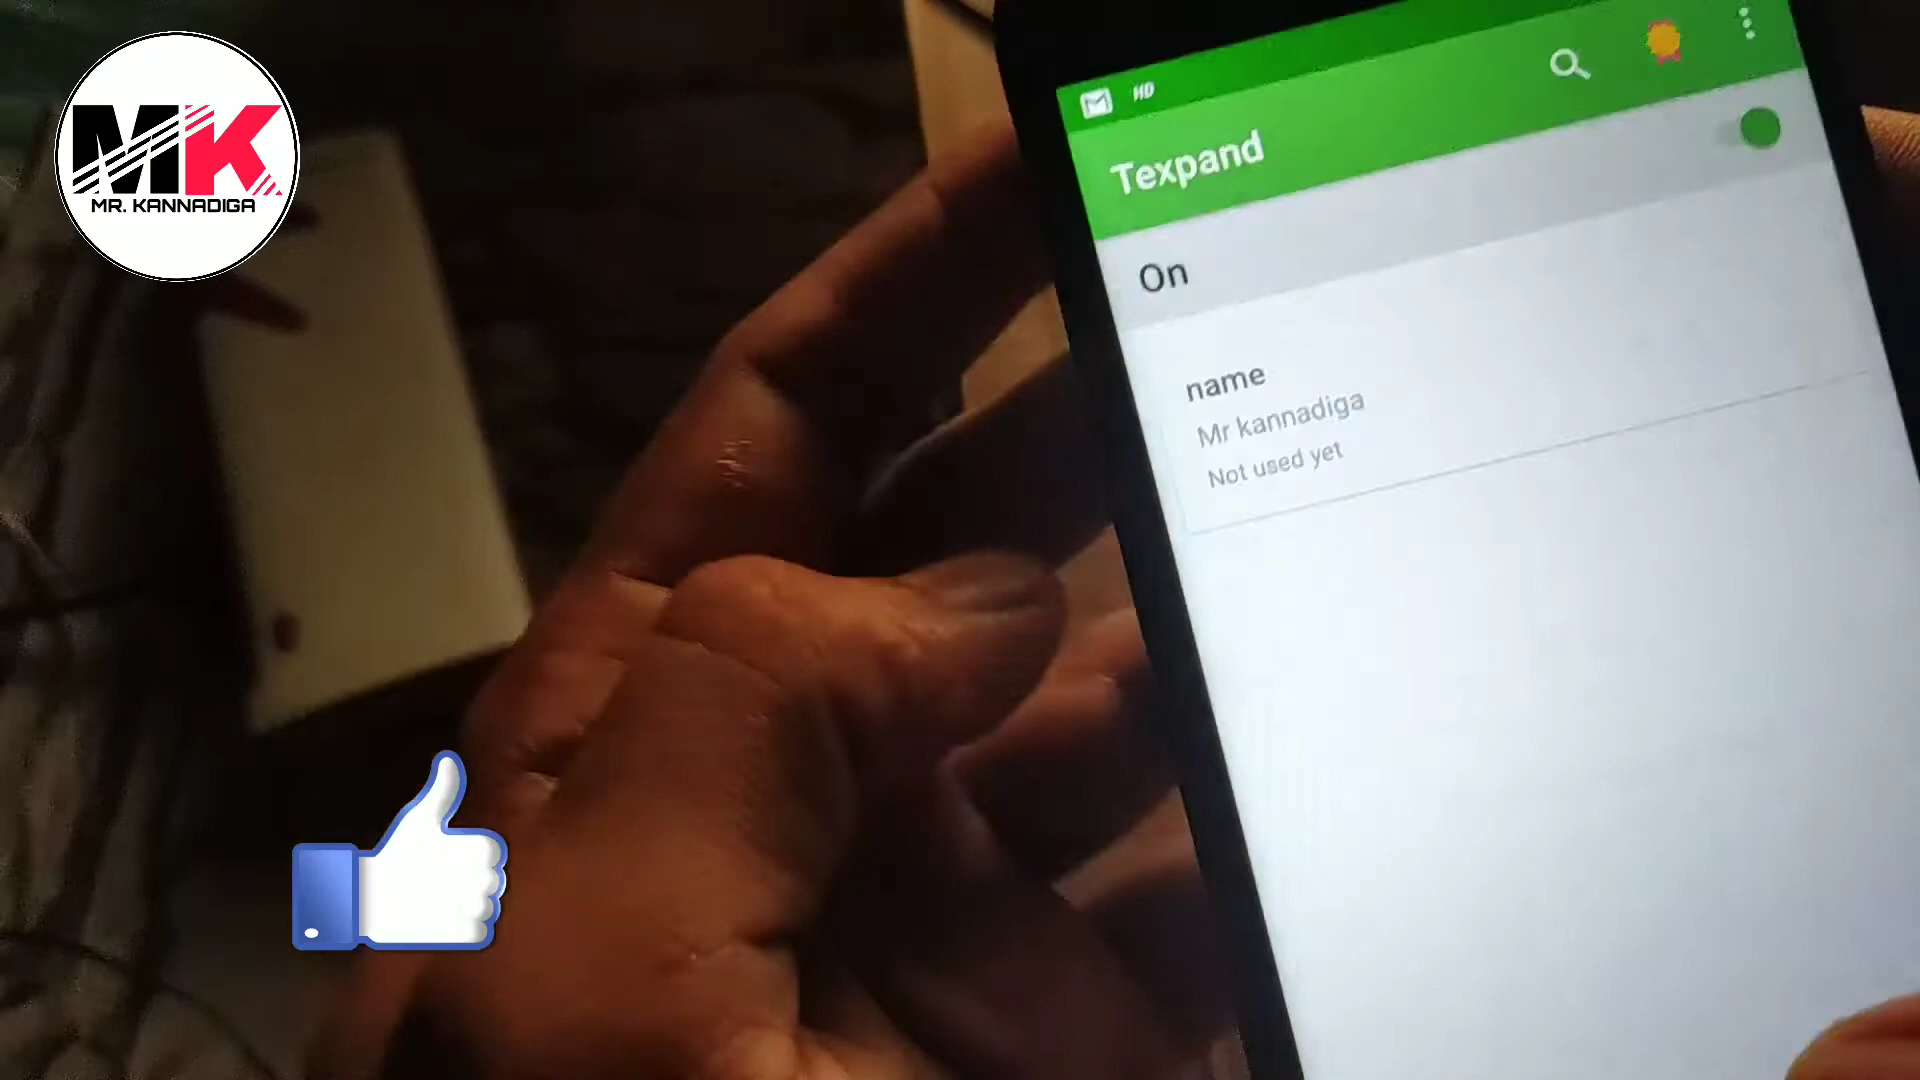 MK
MR. KANNADIGA
HD
Texpand
On
name
Mr kannadiga
Not used yet